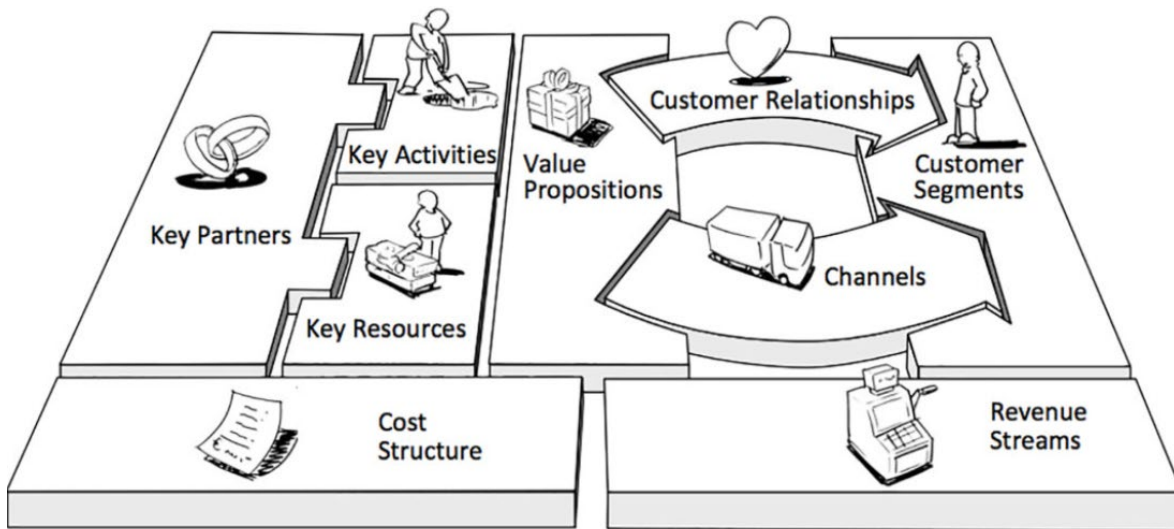 Customer Relationships
Key Activities
Value
Propositions
Customer
Segments
Key Partners
Channels
Key Resources
Cost
Structure
Revenue
Streams